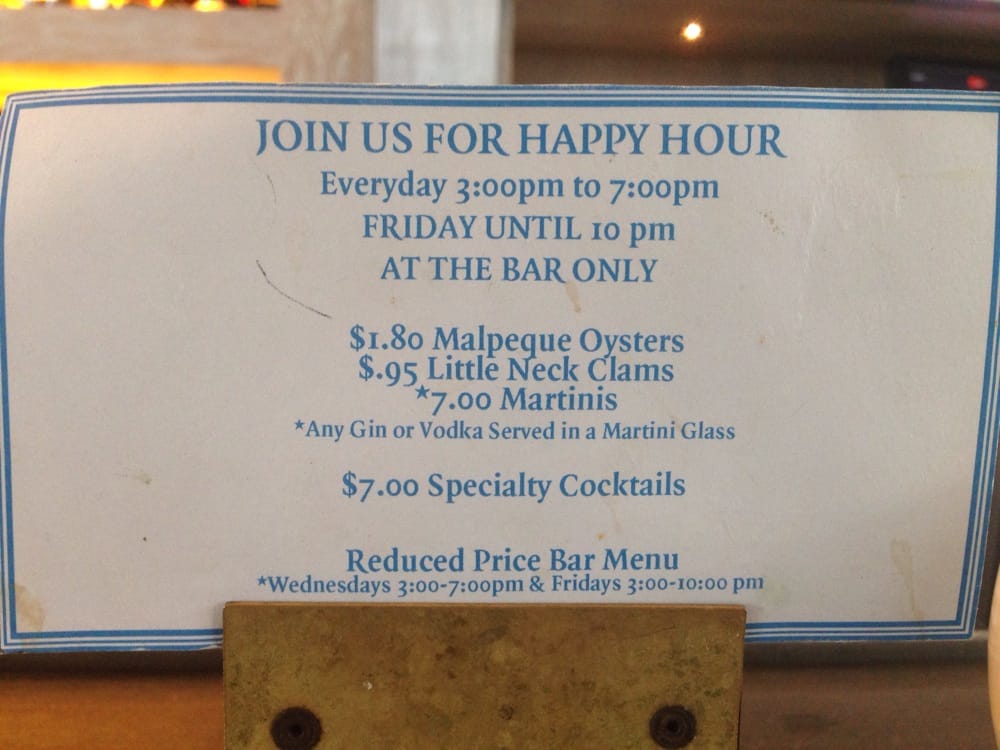 JOIN US FOR HAPPY HOUR
Everyday 3:00pm to 7:00pm
FRIDAY UNTIL 10 pm
AT THE BAR ONLY
$1.80 Malpeque Oysters
$.95 Little Neck Clams
*7.00 Martinis
*Any Gin or Vodka Served in a Martini Glass
$7.00 Specialty Cocktails
Reduced Price Bar Menu
*Wednesdays 3:00-7:00pm & Fridays 3:00-10:00 pm